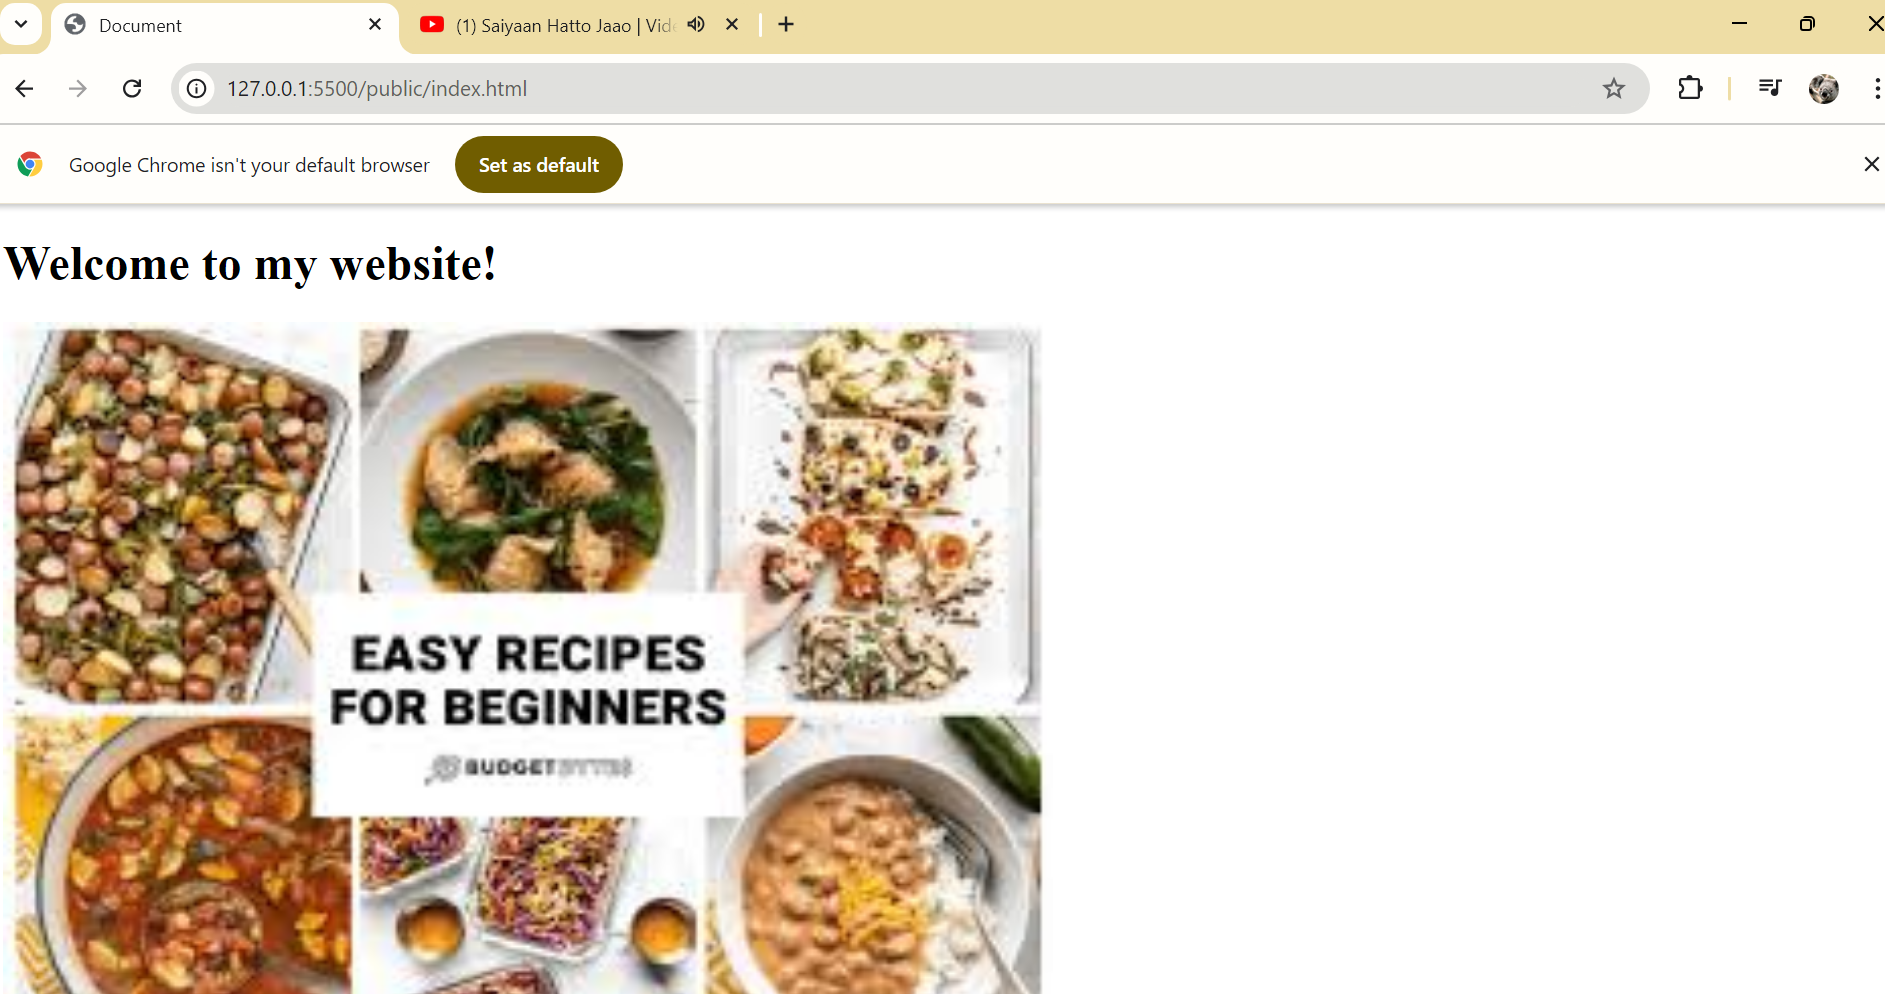 Document
(1) Saiyaan Hatto Jaao | Vid
127.0.0.1:5500/public/index.html
Google Chrome isn't your default browser
Set as default
Welcome to my website!
EASY RECIPES
FOR BEGINNERS
BUDGET BYTES